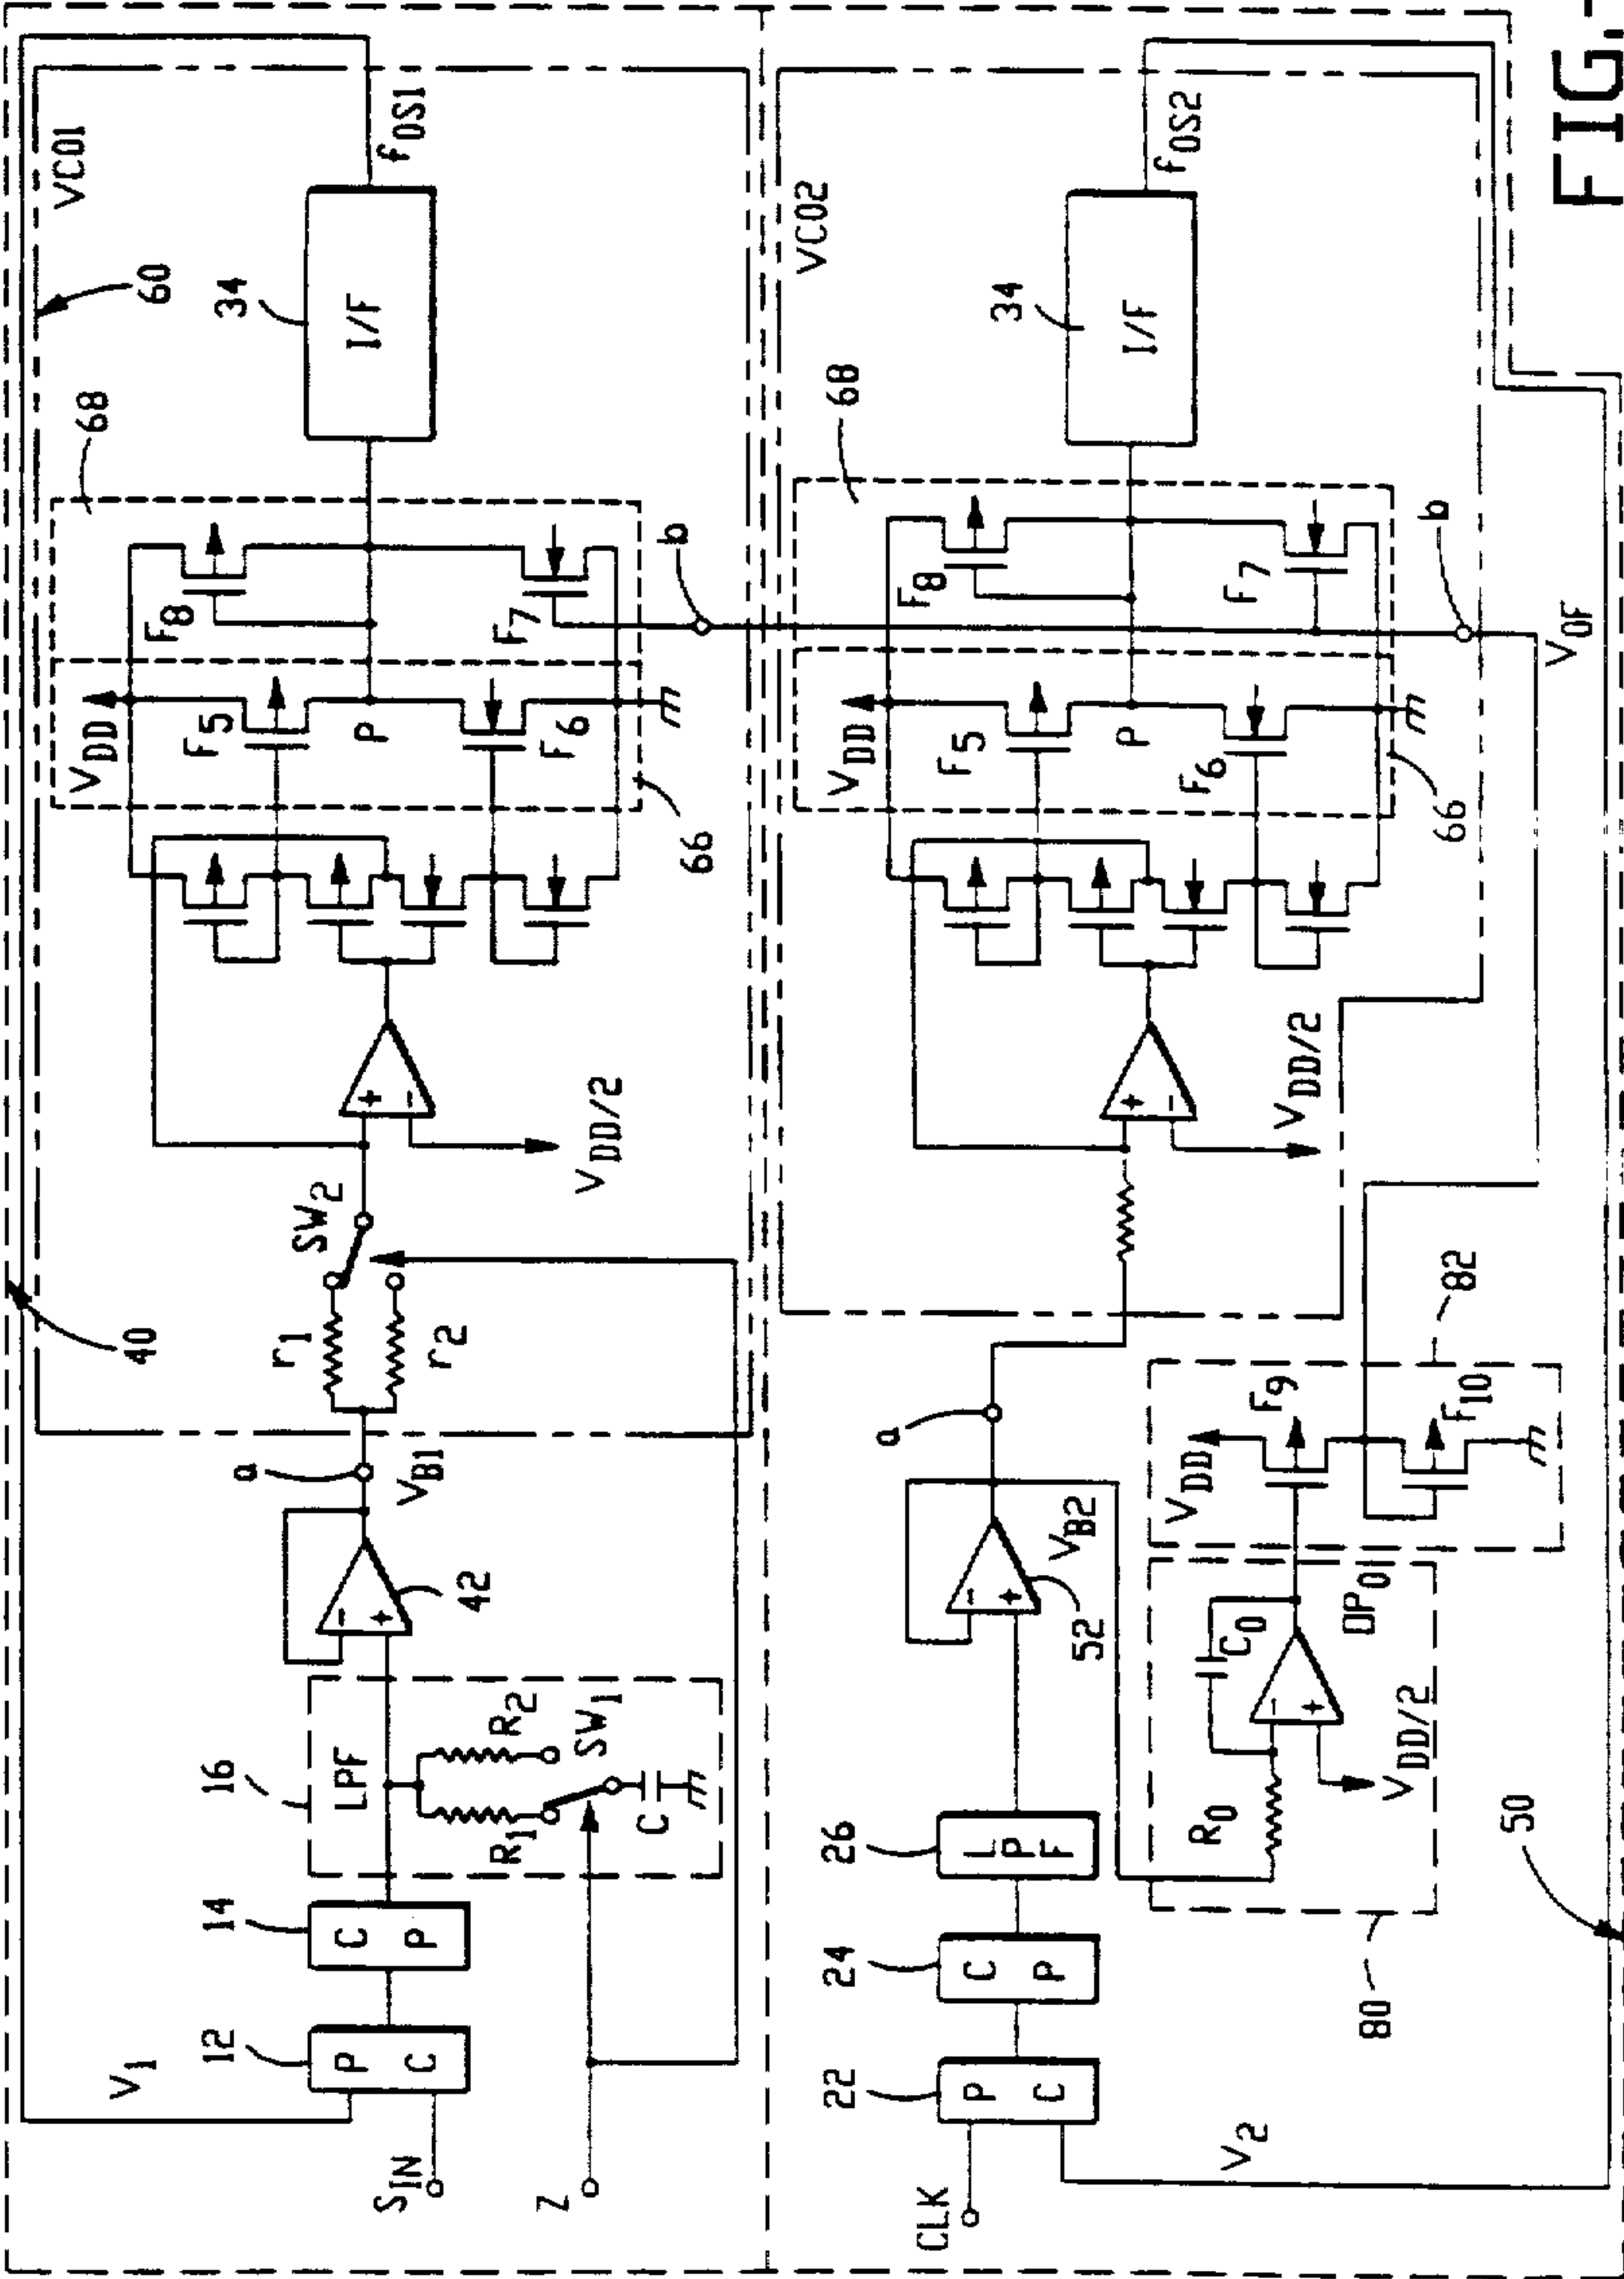 VCO1
fOS1
60
34
I/F
68
VDD
F8
F5
P
F7
F6
b
66
VDD/2
SW2
r1
r2
40
a
VB1
42
16
LPF
R1
R2
SW1
C
14
C P
12
P C
V1
SIN
Z
VCO2
fOS2
34
I/F
68
VDD
F8
F5
P
F7
F6
b
VOF
66
VDD/2
a
82
VDD
F9
F10
VB2
52
C0
OP01
R0
VDD/2
80
26
LPF
24
C P
22
P C
CLK
V2
50
FIG.